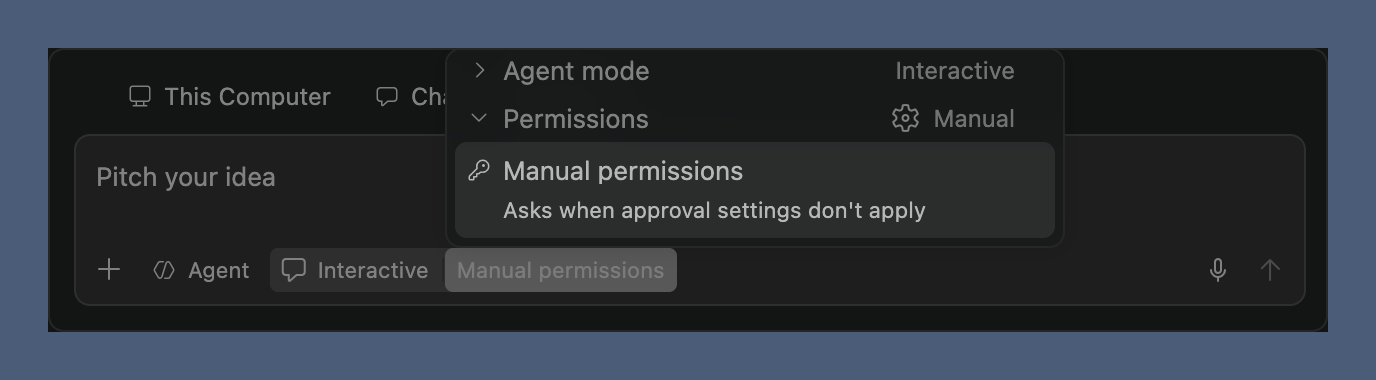 Agent mode Interactive
This Computer
Permissions Manual
Manual permissions
Asks when approval settings don't apply
Pitch your idea
Agent Interactive Manual permissions